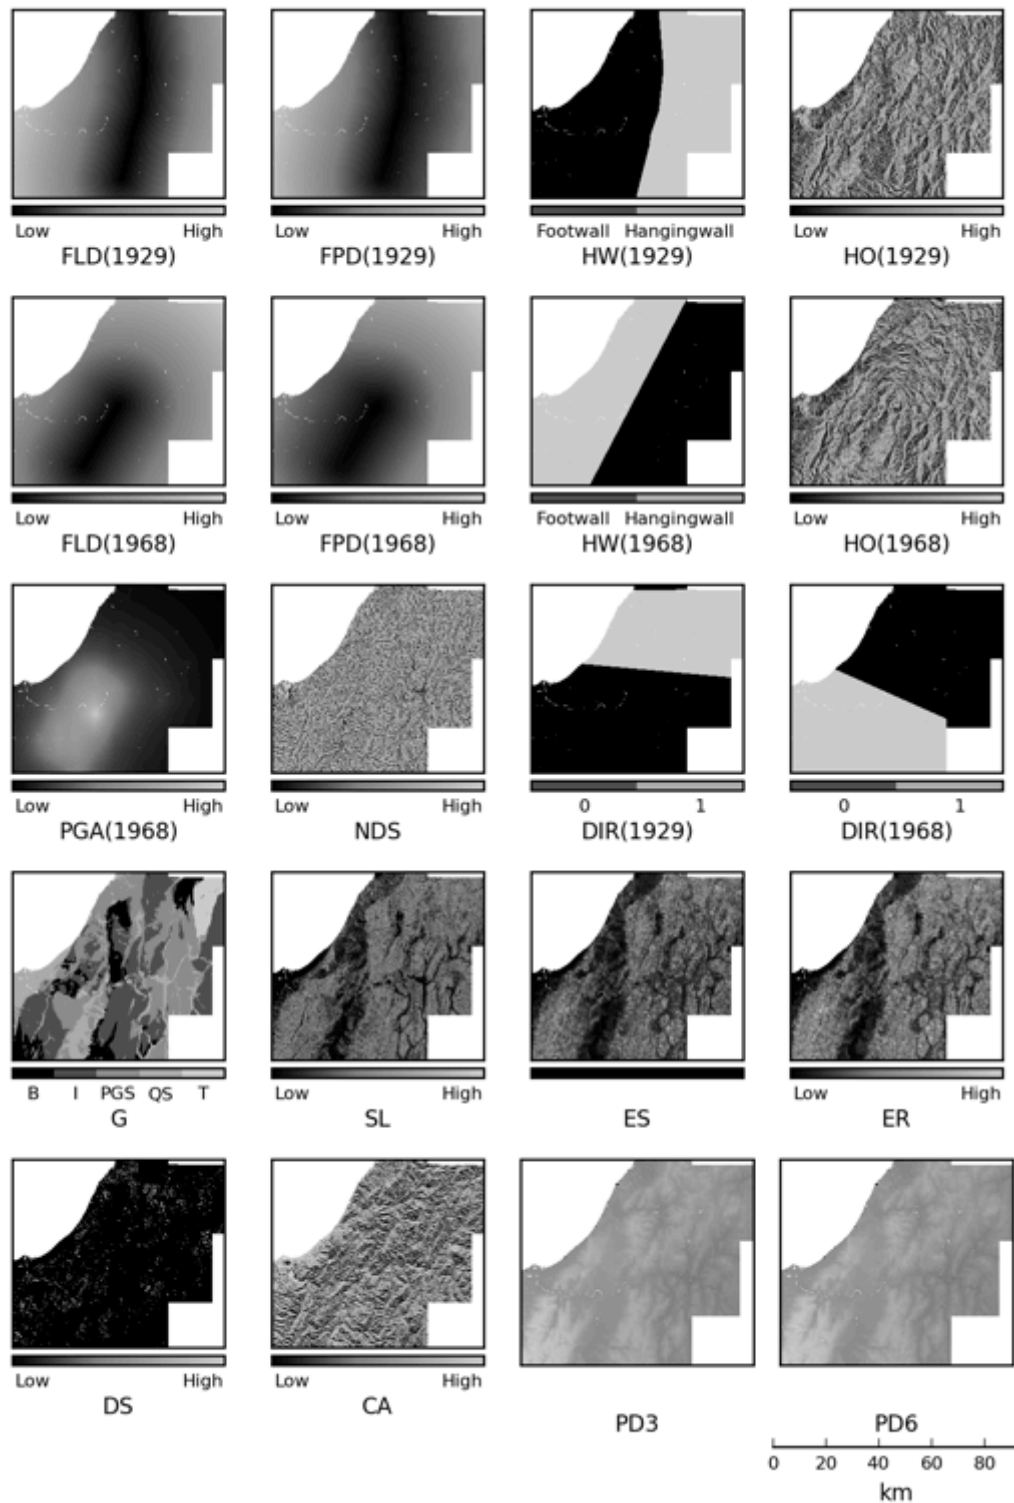 Low High Low High Footwall Hangingwall Low High
FLD(1929) FPD(1929) HW(1929) HO(1929)
Low High Low High Footwall Hangingwall Low High
FLD(1968) FPD(1968) HW(1968) HO(1968)
Low High Low High 0 1 0 1
PGA(1968) NDS DIR(1929) DIR(1968)
B I PGS QS T Low High Low High
G SL ES ER
Low High Low High
DS CA
PD3 PD6
0 20 40 60 80
km